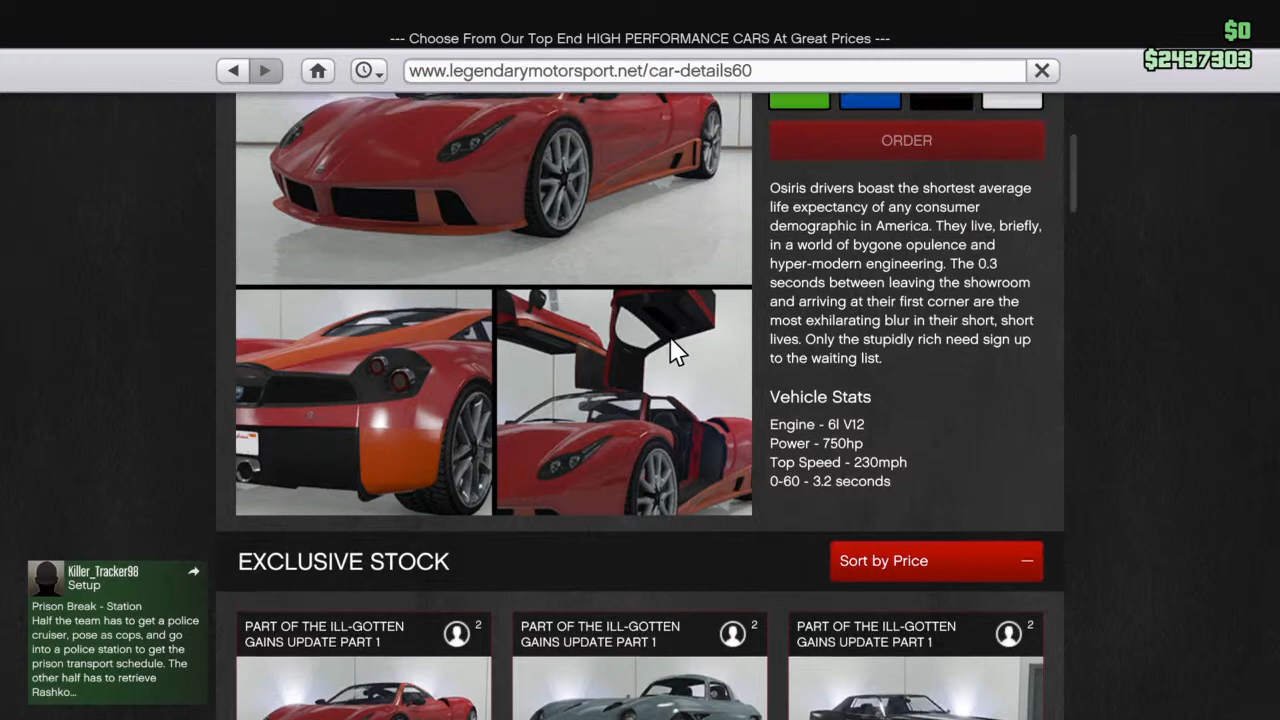 --- Choose From Our Top End HIGH PERFORMANCE CARS At Great Prices ---
$0
$2437303
www.legendarymotorsport.net/car-details60
ORDER
Osiris drivers boast the shortest average
life expectancy of any consumer
demographic in America. They live, briefly,
in a world of bygone opulence and
hyper-modern engineering. The 0.3
seconds between leaving the showroom
and arriving at their first corner are the
most exhilarating blur in their short, short
lives. Only the stupidly rich need sign up
to the waiting list.
Vehicle Stats
Engine - 6l V12
Power - 750hp
Top Speed - 230mph
0-60 - 3.2 seconds
EXCLUSIVE STOCK
Sort by Price
Killer_Tracker98
Setup
Prison Break - Station
Half the team has to get a police
cruiser, pose as cops, and go
into a police station to get the
prison transport schedule. The
other half has to retrieve
Rashko...
PART OF THE ILL-GOTTEN
GAINS UPDATE PART 1
2
PART OF THE ILL-GOTTEN
GAINS UPDATE PART 1
2
PART OF THE ILL-GOTTEN
GAINS UPDATE PART 1
2